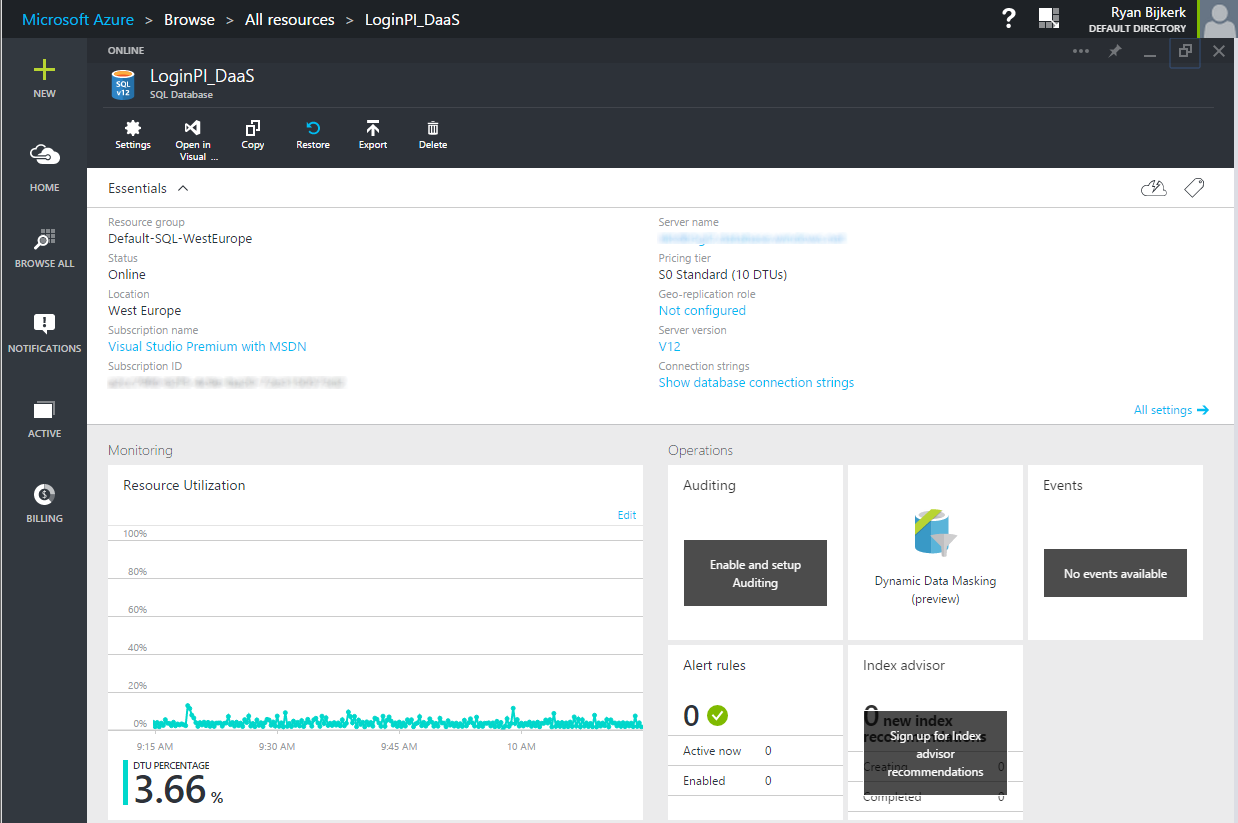 Microsoft Azure > Browse > All resources > LoginPI_DaaS
? Ryan Bijkerk
DEFAULT DIRECTORY
NEW
HOME
BROWSE ALL
NOTIFICATIONS
ACTIVE
BILLING
ONLINE
SQL
v12
LoginPI_DaaS
SQL Database
Settings
Open in
Visual ...
Copy
Restore
Export
Delete
Essentials
Resource group
Default-SQL-WestEurope
Status
Online
Location
West Europe
Subscription name
Visual Studio Premium with MSDN
Subscription ID
Server name
Pricing tier
S0 Standard (10 DTUs)
Geo-replication role
Not configured
Server version
V12
Connection strings
Show database connection strings
All settings
Monitoring
Resource Utilization
Edit
100%
80%
60%
40%
20%
0%
9:15 AM 9:30 AM 9:45 AM 10 AM
DTU PERCENTAGE
3.66 %
Operations
Auditing
Enable and setup
Auditing
Dynamic Data Masking
(preview)
Events
No events available
Alert rules
0
Active now 0
Enabled 0
Index advisor
0 new index
Sign up for Index
advisor
recommendations
Creating 0
Completed 0